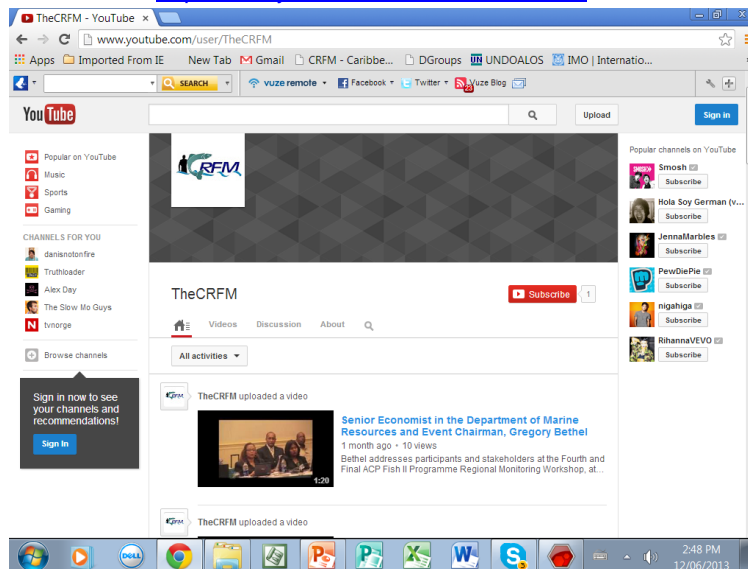 TheCRFM - YouTube
www.youtube.com/user/TheCRFM
Apps Imported From IE New Tab Gmail CRFM - Caribbe... DGroups UNDOALOS IMO | Internatio...
SEARCH vuze remote Facebook Twitter 23 Vuze Blog
YouTube Upload Sign in
Popular on YouTube
Music
Sports
Gaming
CHANNELS FOR YOU
danisnotonfire
Truthloader
Alex Day
The Slow Mo Guys
tvnorge
Browse channels
Sign in now to see
your channels and
recommendations!
Sign In
CRFM
TheCRFM
Subscribe 1
Videos Discussion About
All activities
TheCRFM uploaded a video
Senior Economist in the Department of Marine
Resources and Event Chairman, Gregory Bethel
1 month ago • 10 views
Bethel addresses participants and stakeholders at the Fourth and
Final ACP Fish II Programme Regional Monitoring Workshop, at...
1:20
TheCRFM uploaded a video
Popular channels on YouTube
Smosh
Subscribe
Hola Soy German (v...
Subscribe
JennaMarbles
Subscribe
PewDiePie
Subscribe
nigahiga
Subscribe
RihannaVEVO
Subscribe
DELL
2:48 PM
12/06/2013